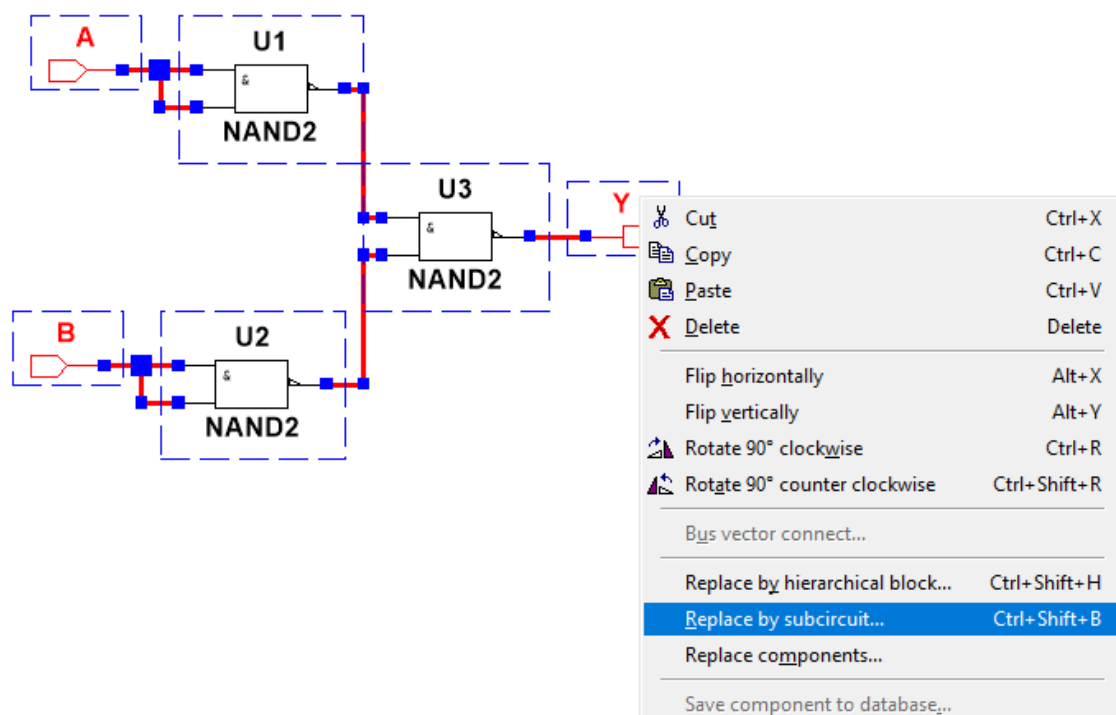 A
U1
&
NAND2
U3
&
NAND2
Y
B
U2
&
NAND2
Cut Ctrl+X
Copy Ctrl+C
Paste Ctrl+V
Delete Delete
Flip horizontally Alt+X
Flip vertically Alt+Y
Rotate 90° clockwise Ctrl+R
Rotate 90° counter clockwise Ctrl+Shift+R
Bus vector connect...
Replace by hierarchical block... Ctrl+Shift+H
Replace by subcircuit... Ctrl+Shift+B
Replace components...
Save component to database...